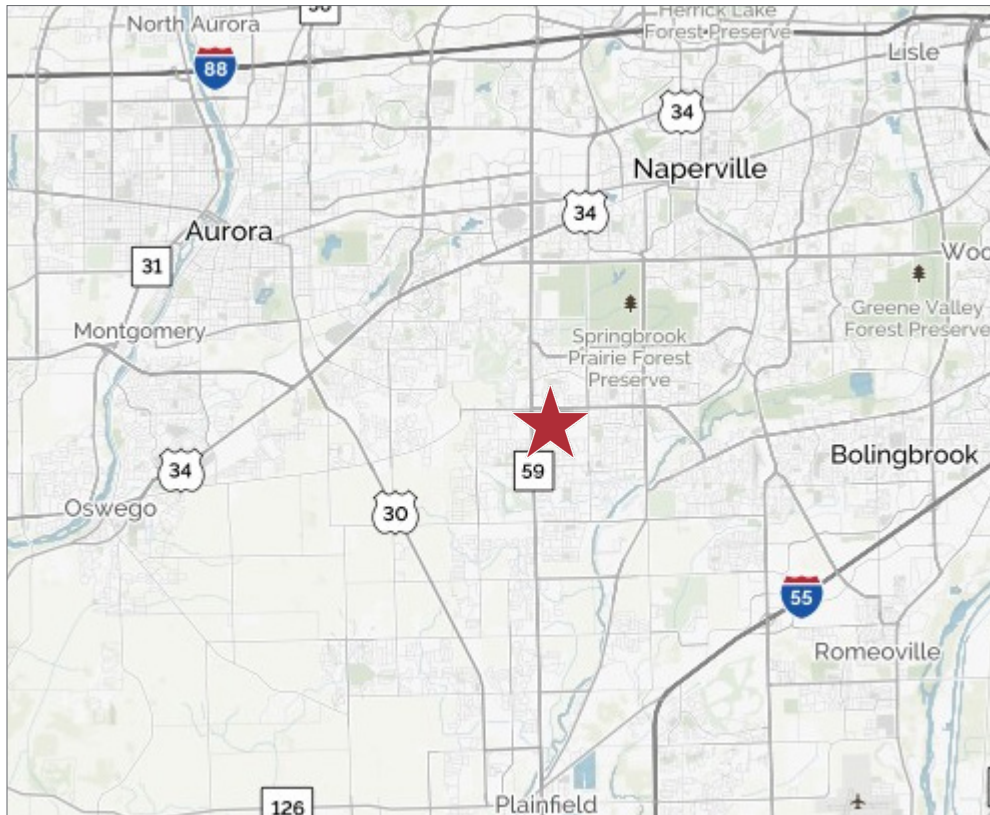 North Aurora
Herrick Lake
Forest Preserve
Lisle
88
34
Naperville
34
Aurora
31
Montgomery
Springbrook
Prairie Forest
Preserve
Greene Valley
Forest Preserve
59
Bolingbrook
34
Oswego
30
55
Romeoville
126
Plainfield